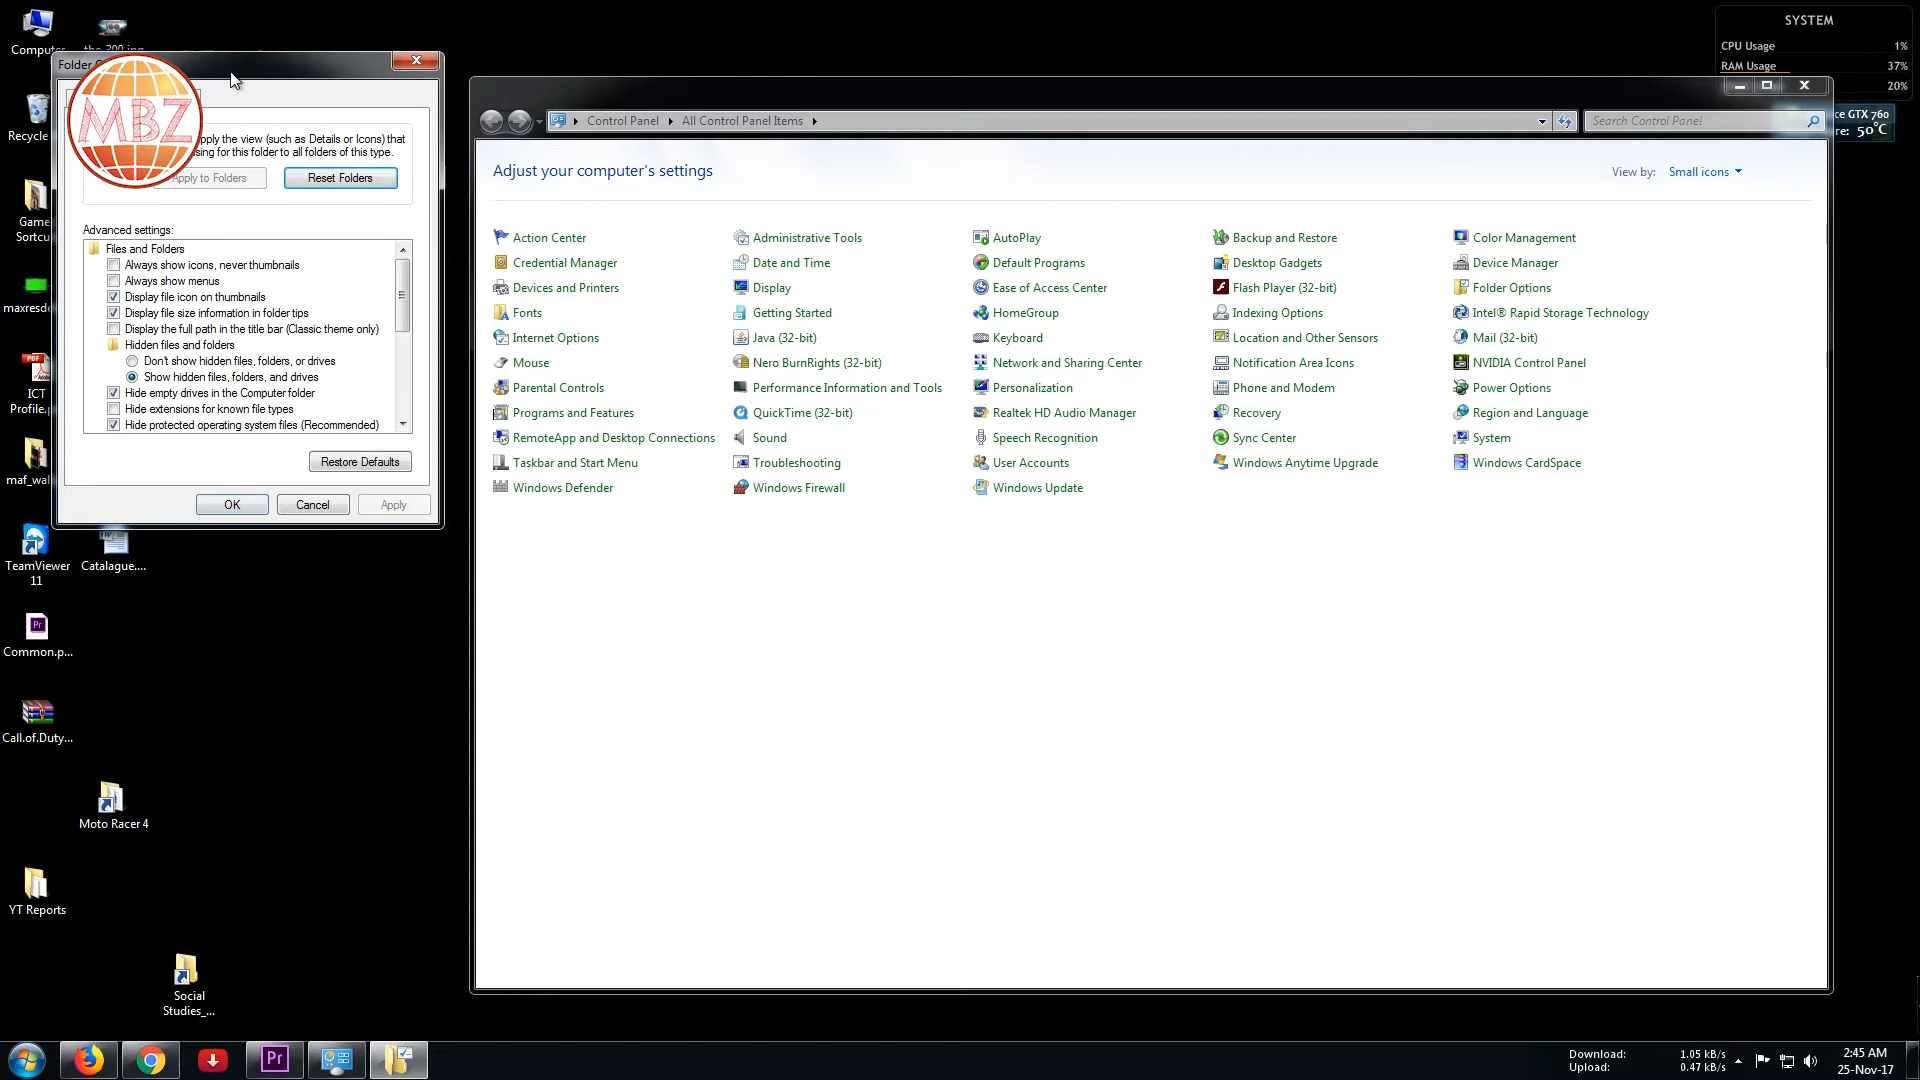 Computer
the 300.jpg
Recycle
Game
Sortcu
maxresde
ICT
Profile.p
maf_wal
TeamViewer
11
Catalague....
Common.p...
Call.of.Duty...
Moto Racer 4
YT Reports
Social
Studies_...
Folder
MBZ
apply the view (such as Details or Icons) that
sing for this folder to all folders of this type.
Apply to Folders
Reset Folders
Advanced settings:
Files and Folders
Always show icons, never thumbnails
Always show menus
Display file icon on thumbnails
Display file size information in folder tips
Display the full path in the title bar (Classic theme only)
Hidden files and folders
Don't show hidden files, folders, or drives
Show hidden files, folders, and drives
Hide empty drives in the Computer folder
Hide extensions for known file types
Hide protected operating system files (Recommended)
Restore Defaults
OK Cancel Apply
Control Panel All Control Panel Items
Search Control Panel
Adjust your computer's settings
View by: Small icons
Action Center Administrative Tools AutoPlay Backup and Restore Color Management
Credential Manager Date and Time Default Programs Desktop Gadgets Device Manager
Devices and Printers Display Ease of Access Center Flash Player (32-bit) Folder Options
Fonts Getting Started HomeGroup Indexing Options Intel® Rapid Storage Technology
Internet Options Java (32-bit) Keyboard Location and Other Sensors Mail (32-bit)
Mouse Nero BurnRights (32-bit) Network and Sharing Center Notification Area Icons NVIDIA Control Panel
Parental Controls Performance Information and Tools Personalization Phone and Modem Power Options
Programs and Features QuickTime (32-bit) Realtek HD Audio Manager Recovery Region and Language
RemoteApp and Desktop Connections Sound Speech Recognition Sync Center System
Taskbar and Start Menu Troubleshooting User Accounts Windows Anytime Upgrade Windows CardSpace
Windows Defender Windows Firewall Windows Update
SYSTEM
CPU Usage 1%
RAM Usage 37%
20%
ce GTX 760
re: 50°C
Pr
Download: 1.05 kB/s
Upload: 0.47 kB/s
2:45 AM
25-Nov-17